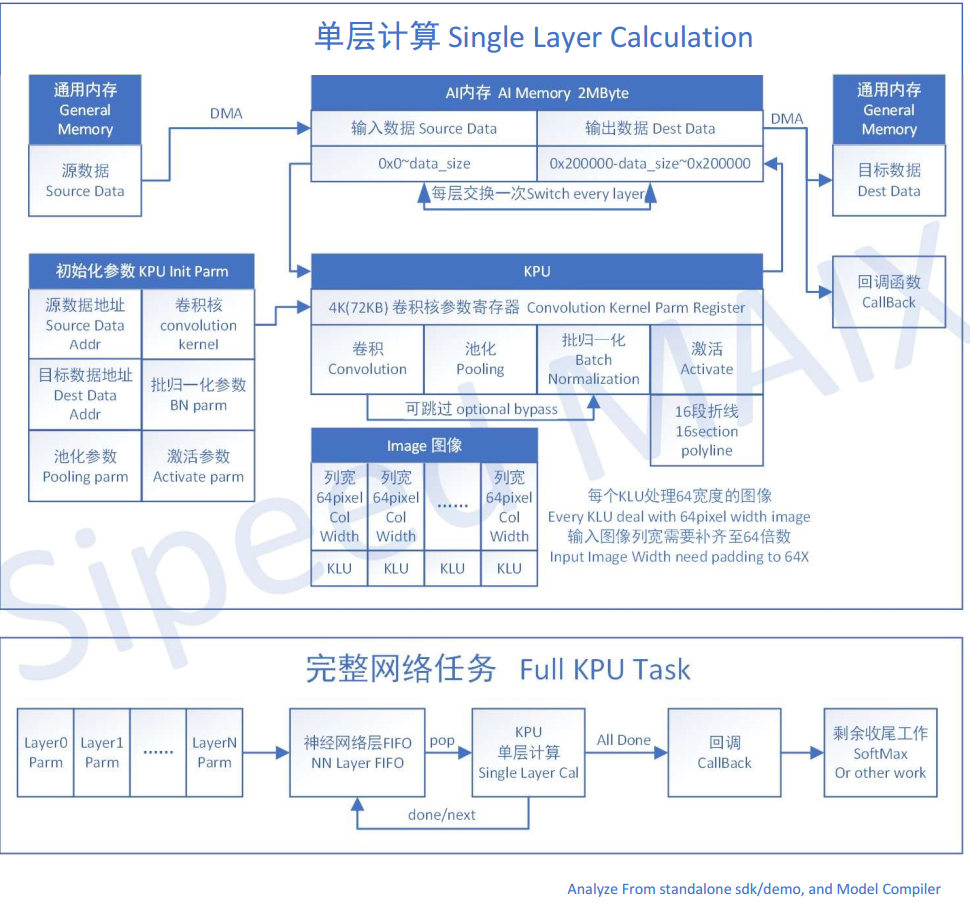 单层计算 Single Layer Calculation
通用内存
General
Memory
源数据
Source Data
DMA
AI内存 AI Memory 2MByte
输入数据 Source Data
输出数据 Dest Data
0x0~data_size
0x200000-data_size~0x200000
每层交换一次Switch every layer
DMA
通用内存
General
Memory
目标数据
Dest Data
回调函数
CallBack
初始化参数 KPU Init Parm
源数据地址
Source Data
Addr
卷积核
convolution
kernel
目标数据地址
Dest Data
Addr
批归一化参数
BN parm
池化参数
Pooling parm
激活参数
Activate parm
KPU
4K(72KB) 卷积核参数寄存器 Convolution Kernel Parm Register
卷积
Convolution
池化
Pooling
批归一化
Batch
Normalization
激活
Activate
可跳过 optional bypass
16段折线
16section
polyline
Image 图像
列宽
64pixel
Col
Width
列宽
64pixel
Col
Width
……
列宽
64pixel
Col
Width
KLU
KLU
KLU
KLU
每个KLU处理64宽度的图像
Every KLU deal with 64pixel width image
输入图像列宽需要补齐至64倍数
Input Image Width need padding to 64X
Sipeed MAIX
完整网络任务 Full KPU Task
Layer0
Parm
Layer1
Parm
……
LayerN
Parm
神经网络层FIFO
NN Layer FIFO
pop
KPU
单层计算
Single Layer Cal
done/next
All Done
回调
CallBack
剩余收尾工作
SoftMax
Or other work
Analyze From standalone sdk/demo, and Model Compiler